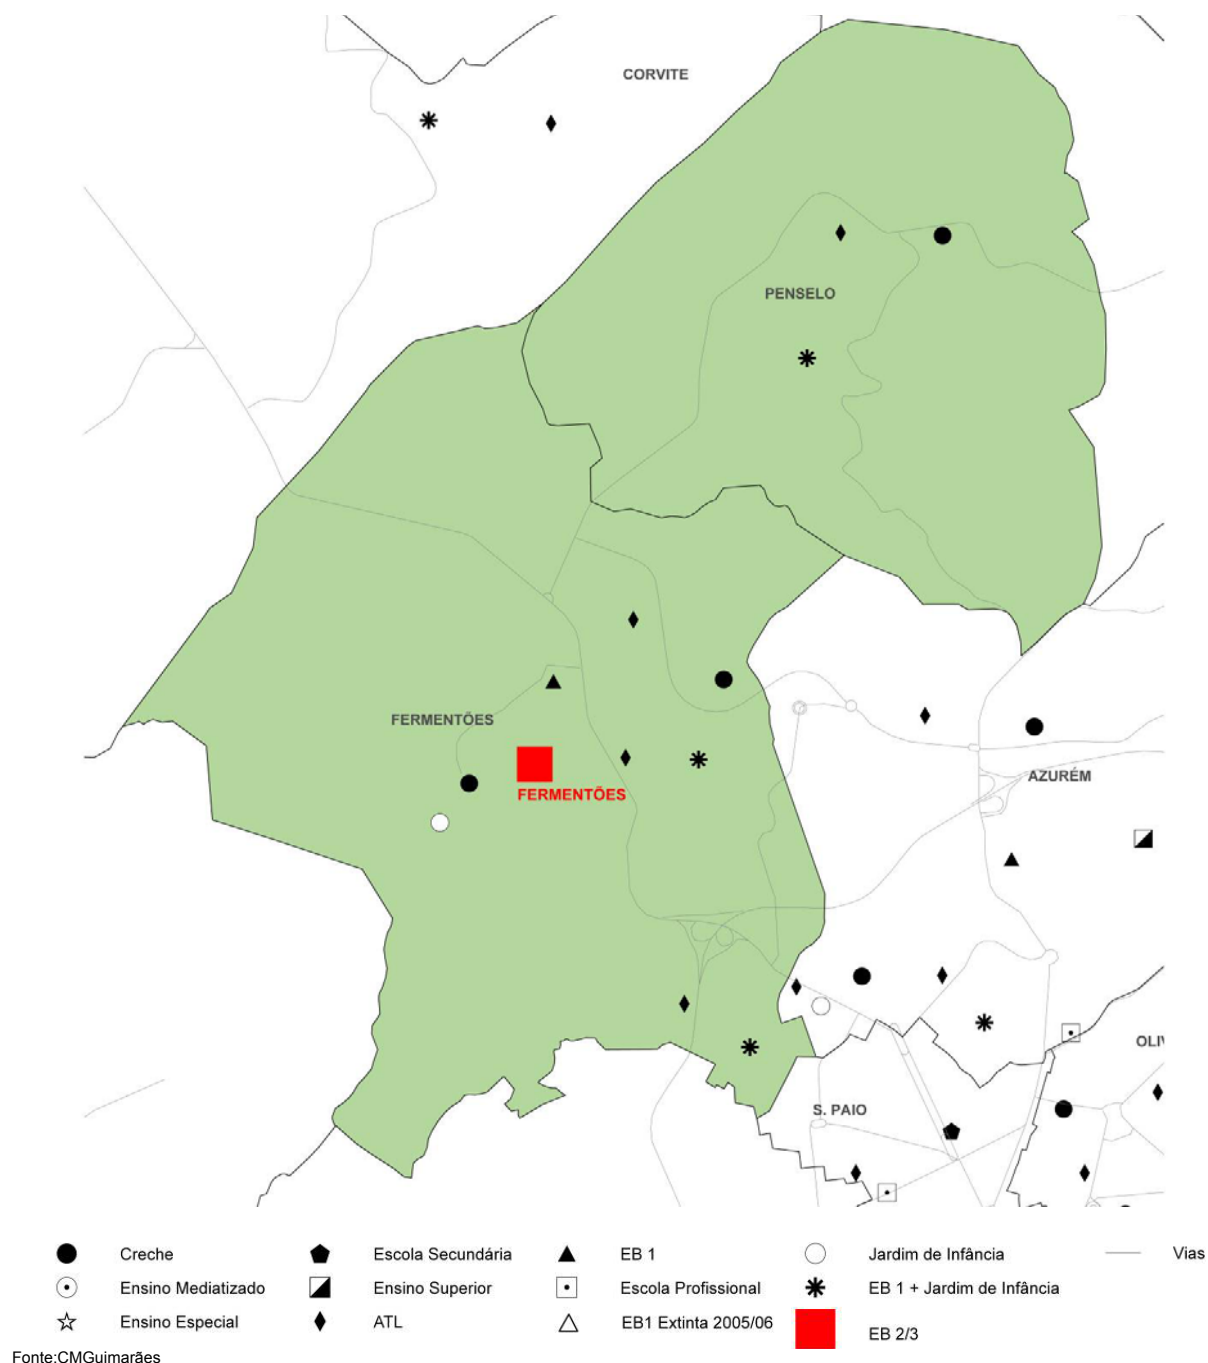 CORVITE
PENSELO
FERMENTÕES
FERMENTÕES
AZURÉM
OLIV
S. PAIO
Creche
Escola Secundária
EB 1
Jardim de Infância
Vias
Ensino Mediatizado
Ensino Superior
Escola Profissional
EB 1 + Jardim de Infância
Ensino Especial
ATL
EB1 Extinta 2005/06
EB 2/3
Fonte:CMGuimarães